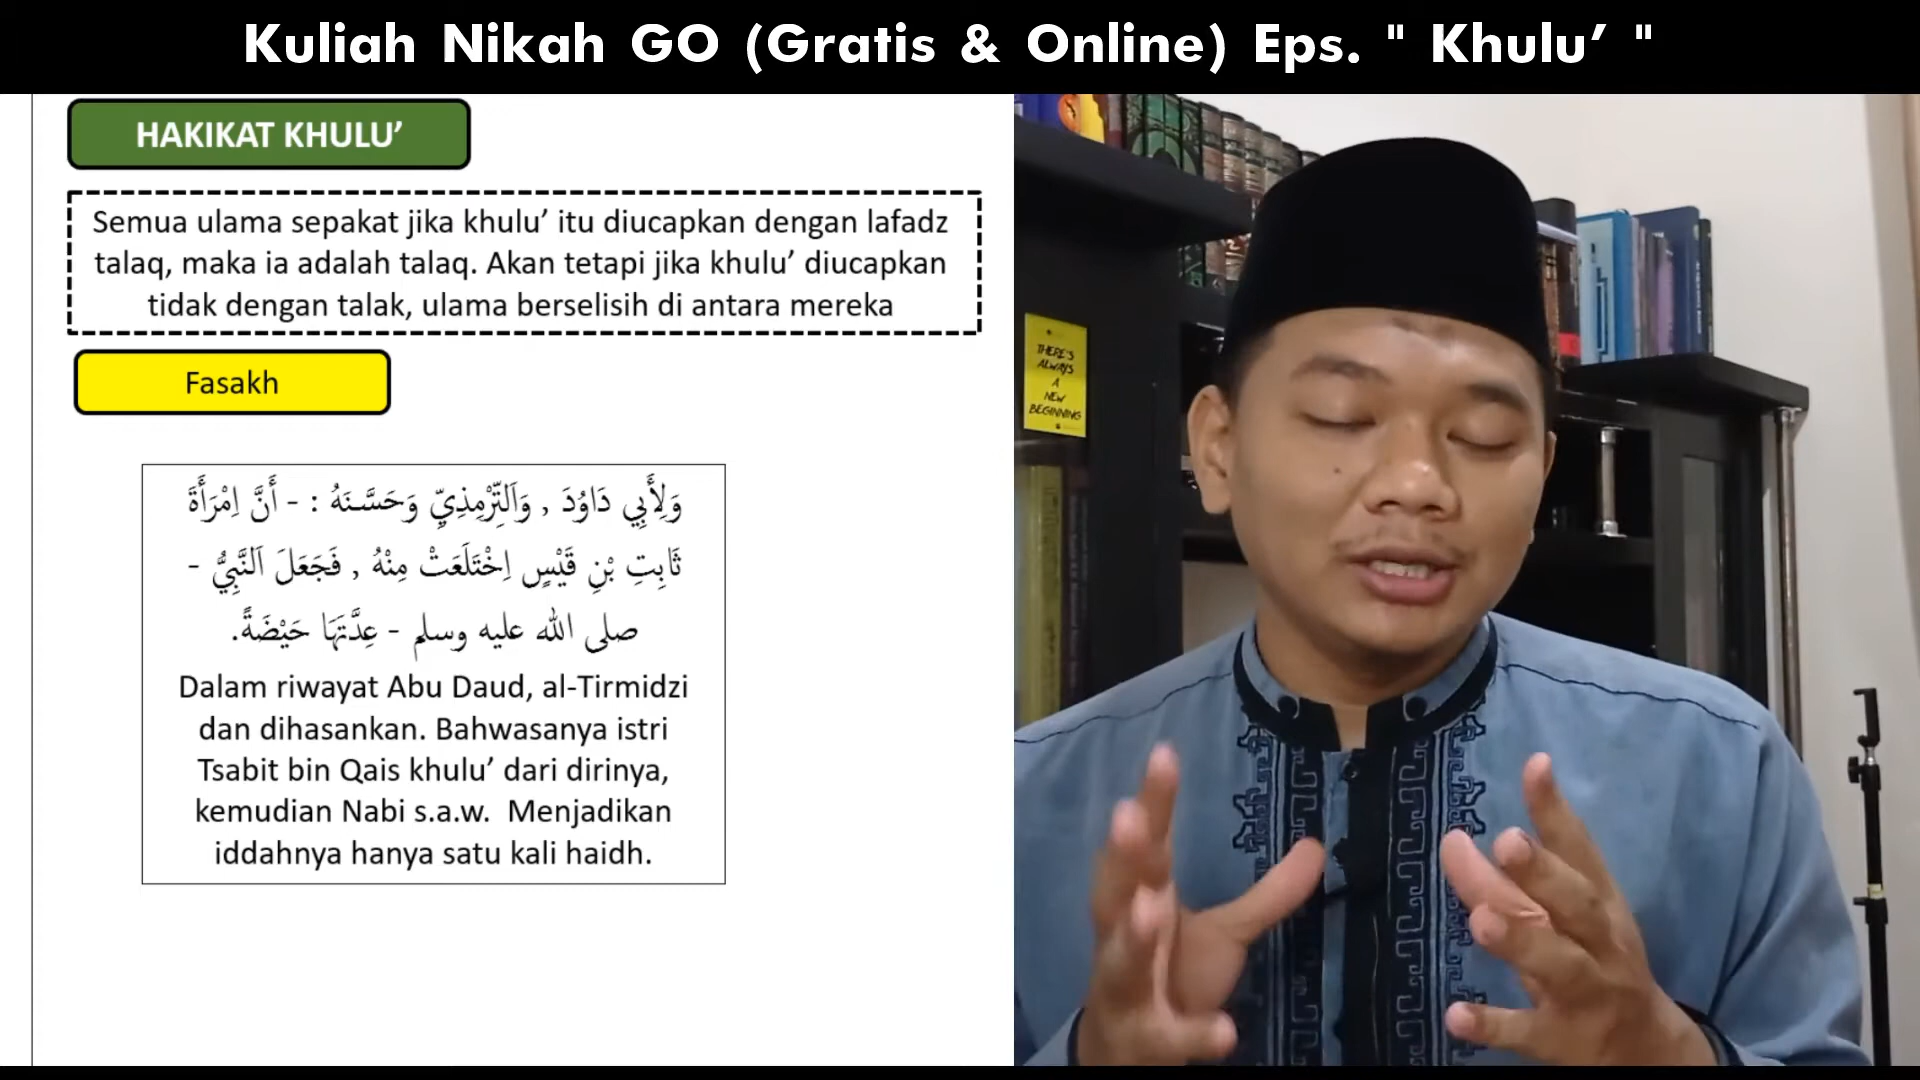 Kuliah Nikah GO (Gratis & Online) Eps. " Khulu’ "
HAKIKAT KHULU’
Semua ulama sepakat jika khulu’ itu diucapkan dengan lafadz
talaq, maka ia adalah talaq. Akan tetapi jika khulu’ diucapkan
tidak dengan talak, ulama berselisih di antara mereka
Fasakh
وَلِأَبِي دَاوُدَ , وَاَلتِّرْمِذِيِّ وَحَسَّنَهُ : - أَنَّ اِمْرَأَةَ
ثَابِتِ بْنِ قَيْسٍ اِخْتَلَعَتْ مِنْهُ , فَجَعَلَ اَلنَّبِيُّ -
صلى الله عليه وسلم - عِدَّتَهَا حَيْضَةً.
Dalam riwayat Abu Daud, al-Tirmidzi
dan dihasankan. Bahwasanya istri
Tsabit bin Qais khulu’ dari dirinya,
kemudian Nabi s.a.w.  Menjadikan
iddahnya hanya satu kali haidh.
THERE'S
ALWAYS
A
NEW
BEGINNING